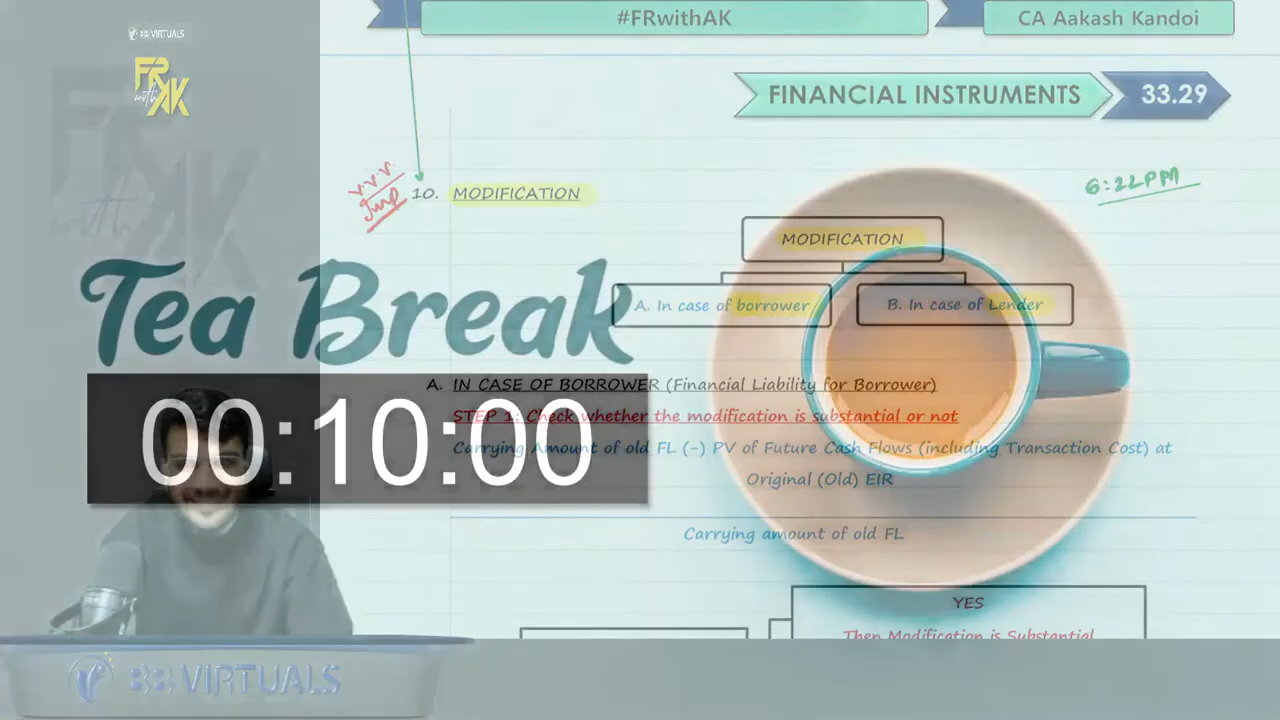 #FRwithAK
CA Aakash Kandoi
BB VIRTUALS
FR
with
AK
FINANCIAL INSTRUMENTS
33.29
v.v.v.
Imp
10. MODIFICATION
6:22PM
MODIFICATION
Tea Break
A. In case of borrower
B. In case of Lender
A. IN CASE OF BORROWER (Financial Liability for Borrower)
00:10:00
STEP 1: Check whether the modification is substantial or not
Carrying Amount of old FL (-) PV of Future Cash Flows (including Transaction Cost) at
Original (Old) EIR
Carrying amount of old FL
YES
Then Modification is Substantial
BB VIRTUALS